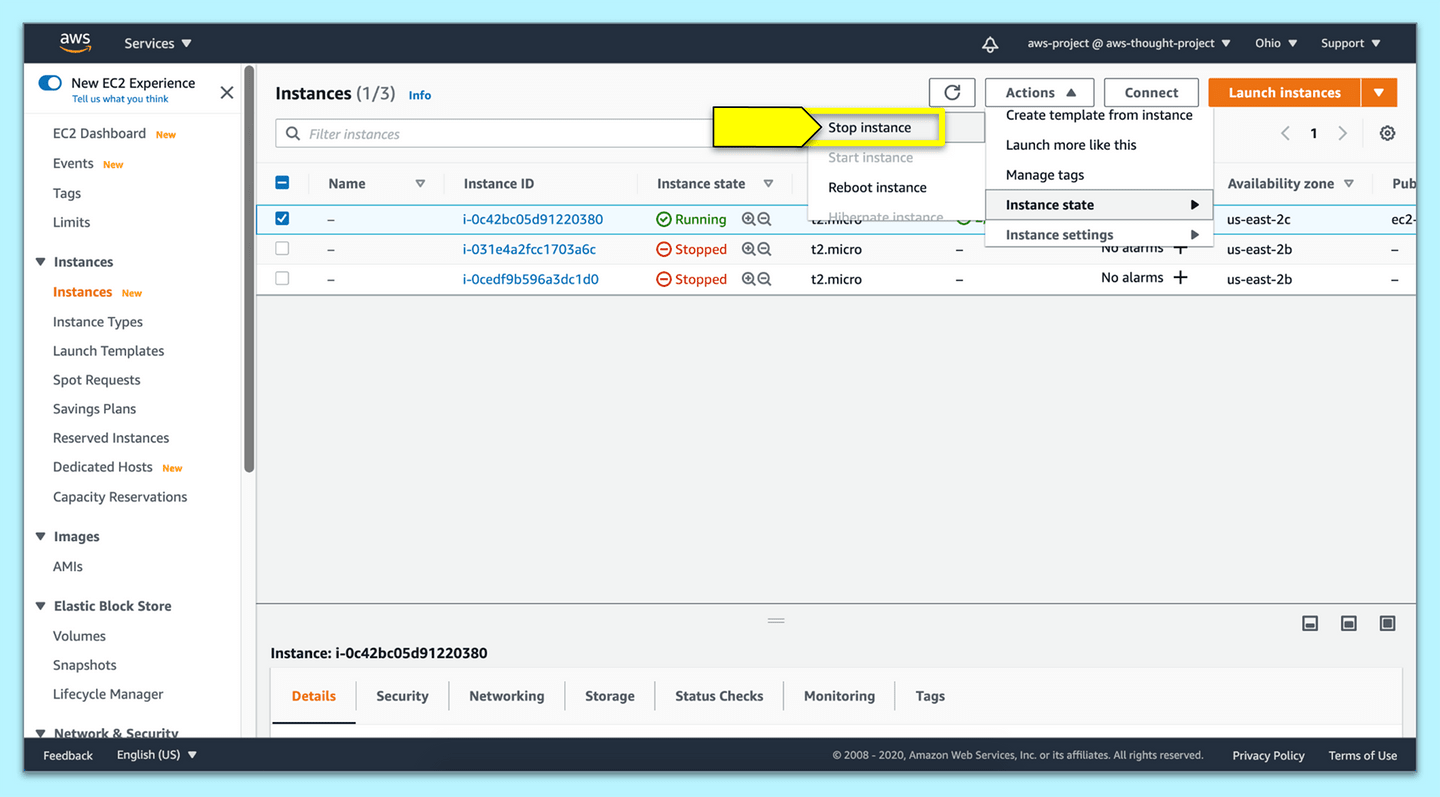 aws
Services
aws-project @ aws-thought-project
Ohio
Support
New EC2 Experience
Tell us what you think
EC2 Dashboard New
Events New
Tags
Limits
Instances
Instances New
Instance Types
Launch Templates
Spot Requests
Savings Plans
Reserved Instances
Dedicated Hosts New
Capacity Reservations
Images
AMIs
Elastic Block Store
Volumes
Snapshots
Lifecycle Manager
Network & Security
Instances (1/3) Info
Actions
Connect
Launch instances
Filter instances
1
Stop instance
Start instance
Reboot instance
Hibernate instance
Create template from instance
Launch more like this
Manage tags
Instance state
Instance settings
Name Instance ID Instance state Availability zone Pub
– i-0c42bc05d91220380 Running t2.micro us-east-2c ec2-
– i-031e4a2fcc1703a6c Stopped t2.micro – No alarms + us-east-2b –
– i-0cedf9b596a3dc1d0 Stopped t2.micro – No alarms + us-east-2b –
Instance: i-0c42bc05d91220380
Details Security Networking Storage Status Checks Monitoring Tags
Feedback English (US) © 2008 - 2020, Amazon Web Services, Inc. or its affiliates. All rights reserved. Privacy Policy Terms of Use